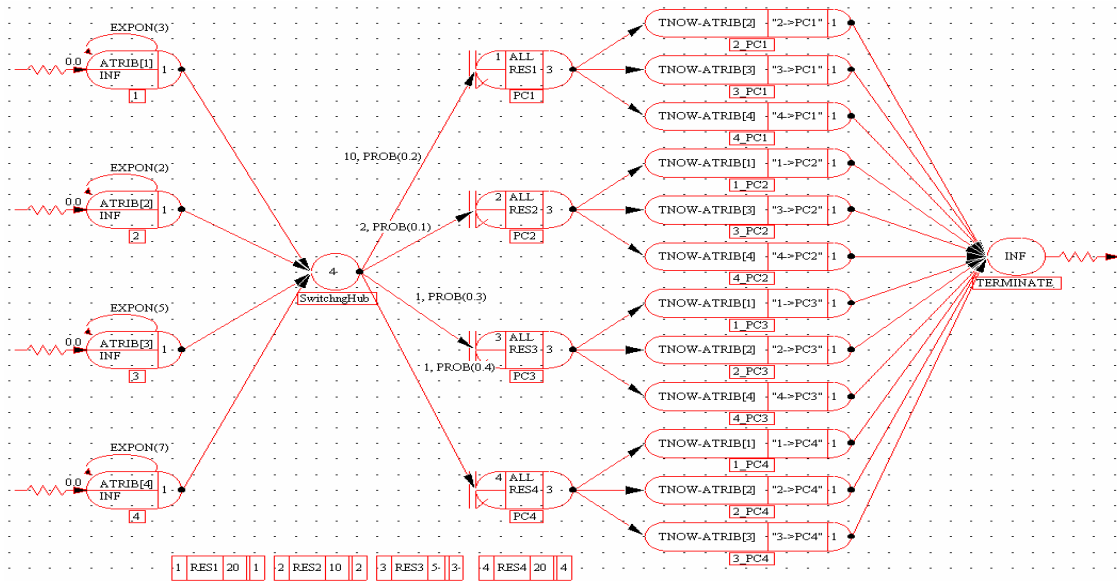 EXPON(3)
0.0
ATRIB[1]
INF
1
1
EXPON(2)
0.0
ATRIB[2]
INF
1
2
EXPON(5)
0.0
ATRIB[3]
INF
1
3
EXPON(7)
0.0
ATRIB[4]
INF
1
4
4
SwitchngHub
10, PROB(0.2)
2, PROB(0.1)
1, PROB(0.3)
1, PROB(0.4)
1 ALL
RES1 3
PC1
2 ALL
RES2 3
PC2
3 ALL
RES3 3
PC3
4 ALL
RES4 3
PC4
TNOW-ATRIB[2] "2->PC1" 1
2_PC1
TNOW-ATRIB[3] "3->PC1" 1
3_PC1
TNOW-ATRIB[4] "4->PC1" 1
4_PC1
TNOW-ATRIB[1] "1->PC2" 1
1_PC2
TNOW-ATRIB[3] "3->PC2" 1
3_PC2
TNOW-ATRIB[4] "4->PC2" 1
4_PC2
TNOW-ATRIB[1] "1->PC3" 1
1_PC3
TNOW-ATRIB[2] "2->PC3" 1
2_PC3
TNOW-ATRIB[4] "4->PC3" 1
4_PC3
TNOW-ATRIB[1] "1->PC4" 1
1_PC4
TNOW-ATRIB[2] "2->PC4" 1
2_PC4
TNOW-ATRIB[3] "3->PC4" 1
3_PC4
INF
TERMINATE
1 RES1 20 1
2 RES2 10 2
3 RES3 5 3
4 RES4 20 4